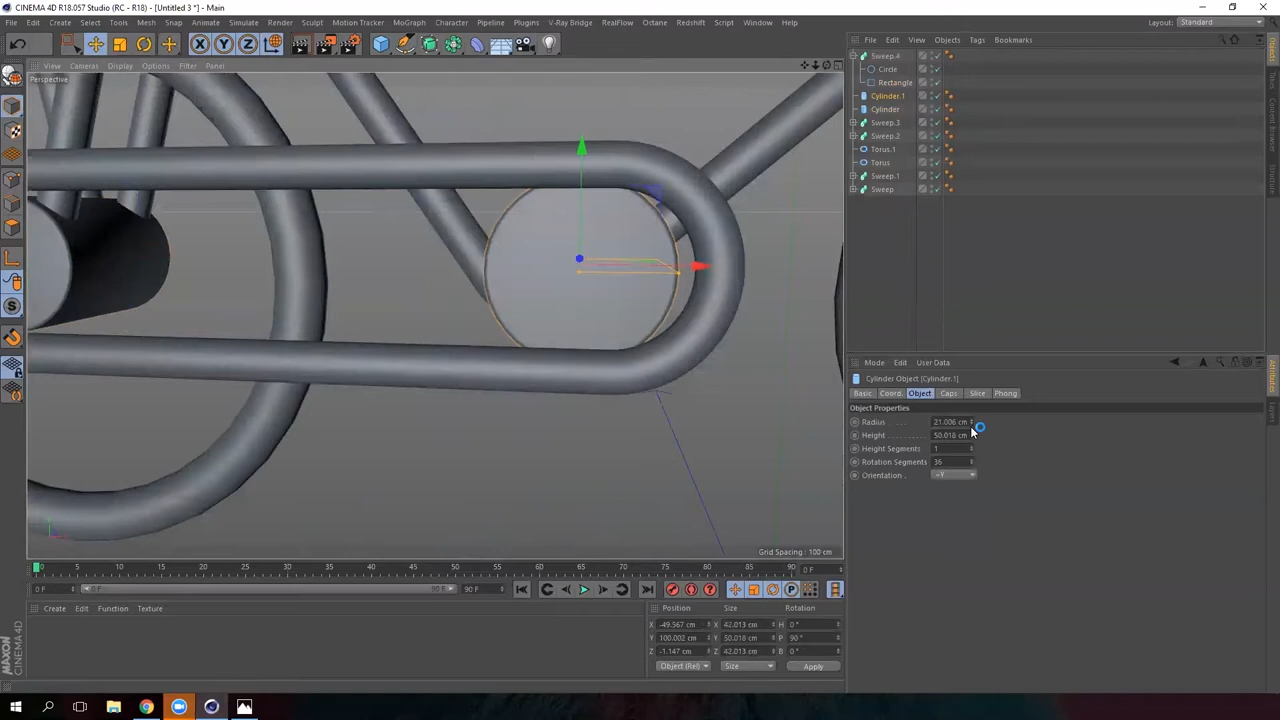 CINEMA 4D R18.057 Studio (RC - R18) - [Untitled 3 *] - Main
File Edit Create Select Tools Mesh Snap Animate Simulate Render Sculpt Motion Tracker MoGraph Character Pipeline Plugins V-Ray Bridge RealFlow Octane Redshift Script Window Help
Layout: Standard
X Y Z
View Cameras Display Options Filter Panel
Perspective
Grid Spacing : 100 cm
File Edit View Objects Tags Bookmarks
Sweep.4
Circle
Rectangle
Cylinder.1
Cylinder
Sweep.3
Sweep.2
Torus.1
Torus
Sweep.1
Sweep
Objects
Content Browser
Structure
Mode Edit User Data
Cylinder Object [Cylinder.1]
Basic Coord. Object Caps Slice Phong
Object Properties
Radius 21.006 cm
Height 50.018 cm
Height Segments 1
Rotation Segments 36
Orientation +Y
Attributes
0 5 10 15 20 25 30 35 40 45 50 55 60 65 70 75 80 85 90 0 F
0 F 0 F 90 F 90 F
Create Edit Function Texture
Position Size Rotation
X -49.567 cm X 42.013 cm H 0 °
Y 100.002 cm Y 50.018 cm P 90 °
Z -1.147 cm Z 42.013 cm B 0 °
Object (Rel) Size Apply
MAXON CINEMA 4D